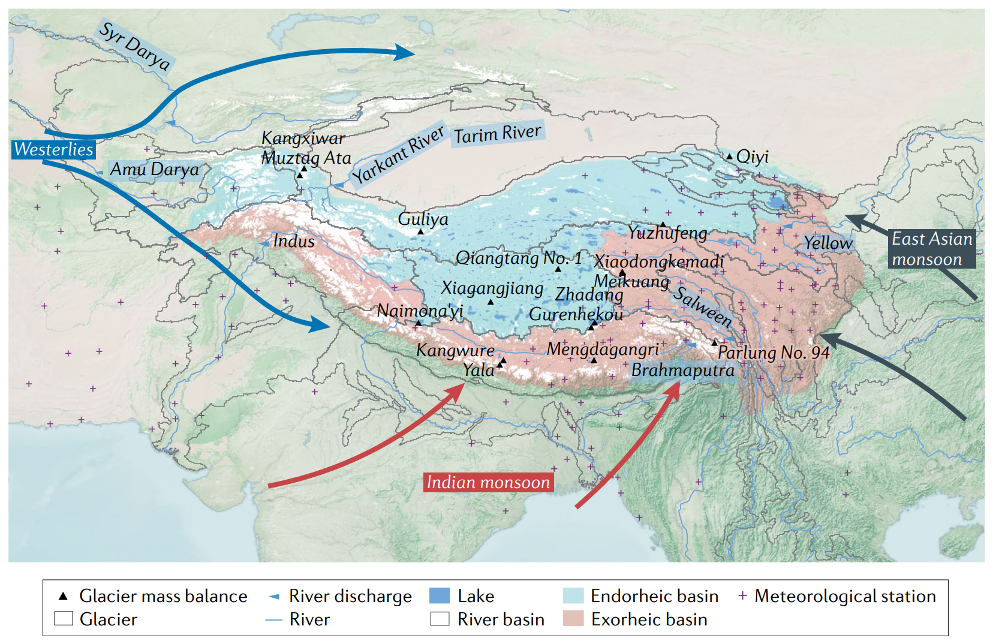 Syr Darya
Westerlies
Amu Darya
Kangxiwar
Muztag Ata
Yarkant River
Tarim River
Qiyi
Guliya
Indus
Yuzhufeng
Yellow
East Asian
monsoon
Qiangtang No. 1
Xiaodongkemadi
Meikuang
Xiagangjiang
Zhadang
Gurenhekou
Salween
Naimona'yi
Kangwure
Yala
Mengdagangri
Parlung No. 94
Brahmaputra
Indian monsoon
Glacier mass balance
River discharge
Lake
Endorheic basin
Meteorological station
Glacier
River
River basin
Exorheic basin